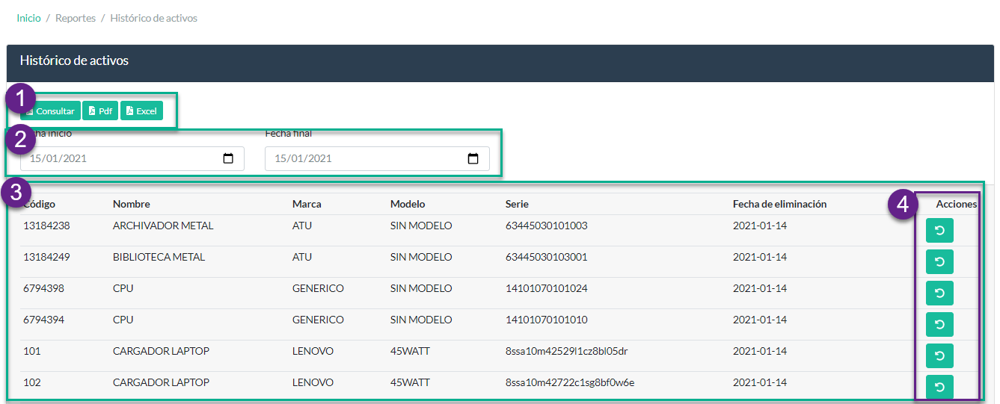 Inicio / Reportes / Histórico de activos
Histórico de activos
1
Consultar Pdf Excel
2
Fecha inicio Fecha final
15/01/2021 15/01/2021
3
4
Código Nombre Marca Modelo Serie Fecha de eliminación Acciones
13184238 ARCHIVADOR METAL ATU SIN MODELO 63445030101003 2021-01-14
13184249 BIBLIOTECA METAL ATU SIN MODELO 63445030103001 2021-01-14
6794398 CPU GENERICO SIN MODELO 14101070101024 2021-01-14
6794394 CPU GENERICO SIN MODELO 14101070101010 2021-01-14
101 CARGADOR LAPTOP LENOVO 45WATT 8ssa10m42529l1cz8bl05dr 2021-01-14
102 CARGADOR LAPTOP LENOVO 45WATT 8ssa10m42722c1sg8bf0w6e 2021-01-14